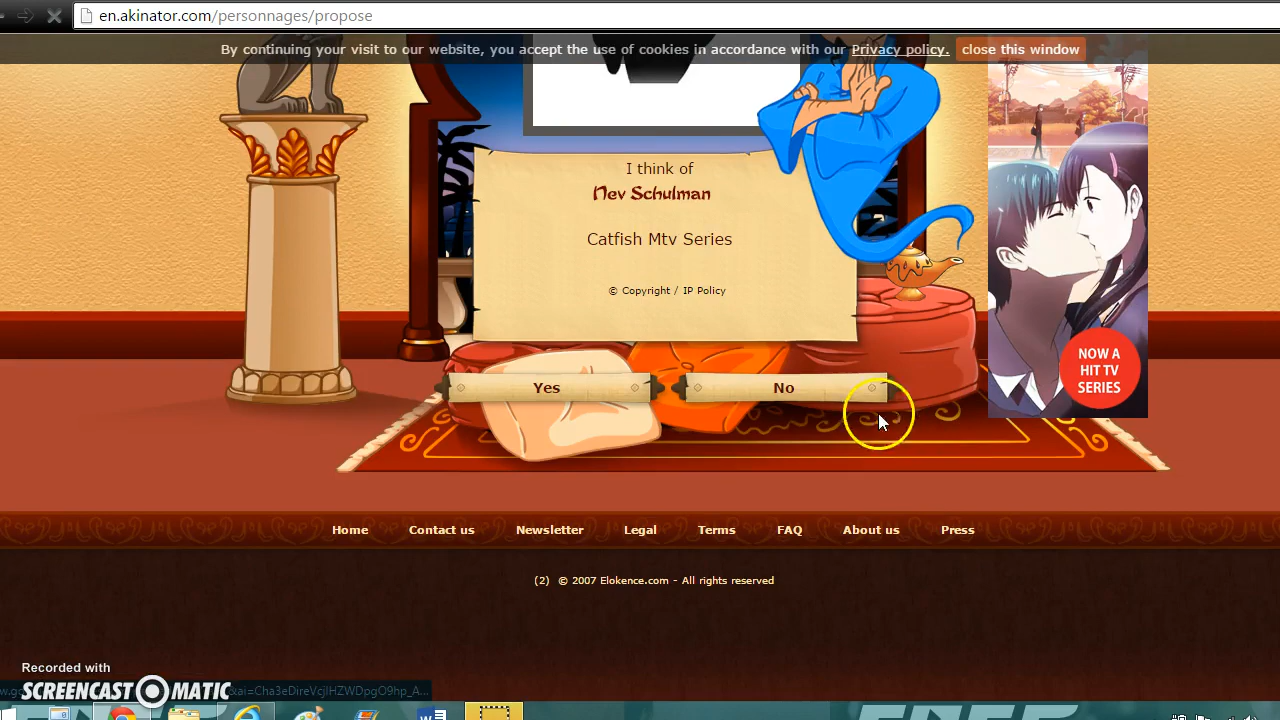 en.akinator.com/personnages/propose
By continuing your visit to our website, you accept the use of cookies in accordance with our Privacy policy. close this window
I think of
Nev Schulman
Catfish Mtv Series
© Copyright / IP Policy
NOW A
HIT TV
SERIES
Yes
No
Home Contact us Newsletter Legal Terms FAQ About us Press
(2) © 2007 Elokence.com - All rights reserved
Recorded with
SCREENCAST MATIC